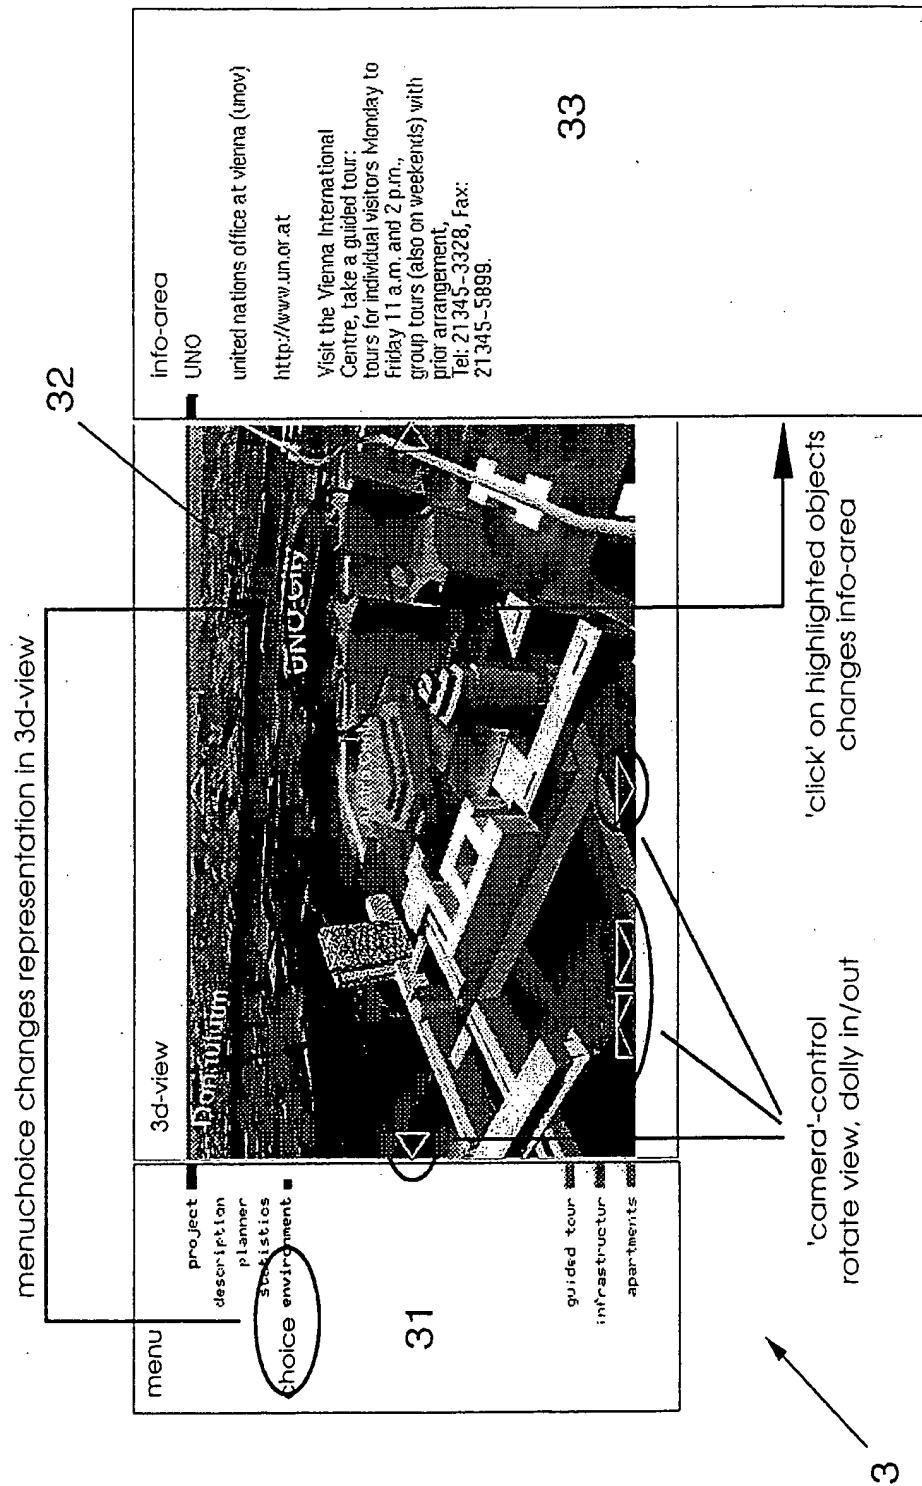 menuchoice changes representation in 3d-view
32
menu
project
description
planner
statistics
choice environment
31
guided tour
infrastructur
apartments
3d-view
UNO-City
info-area
UNO
united nations office at vienna (unov)
http://www.un.or.at
Visit the Vienna International
Centre, take a guided tour:
tours for individual visitors Monday to
Friday 11 a.m. and 2 p.m.,
group tours (also on weekends) with
prior arrangement,
Tel: 21345-3328, Fax:
21345-5899.
33
'camera'-control
rotate view, dolly in/out
'click' on highlighted objects
changes info-area
3